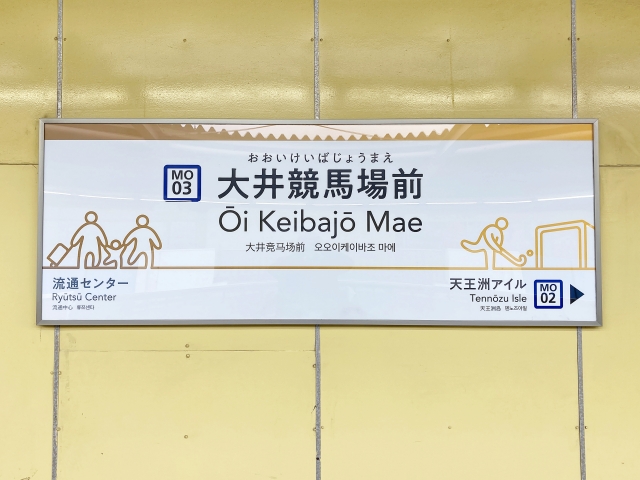 おおいけいばじょうまえ
MO
03
大井競馬場前
Ōi Keibajō Mae
大井竞马场前 오오이케이바조 마에
流通センター
Ryūtsū Center
流通中心 류쓰센터
天王洲アイル
Tennōzu Isle
天王洲岛 덴노즈아일
MO
02